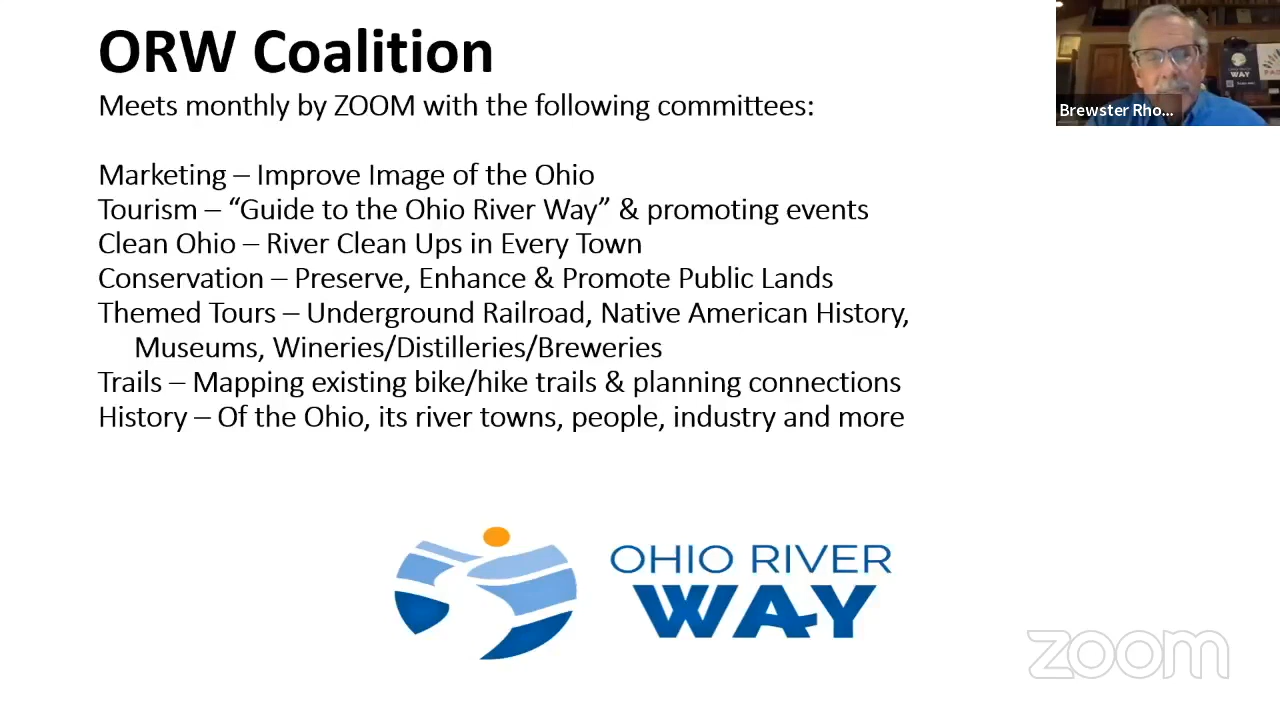 ORW Coalition
Meets monthly by ZOOM with the following committees:
Marketing – Improve Image of the Ohio
Tourism – “Guide to the Ohio River Way” & promoting events
Clean Ohio – River Clean Ups in Every Town
Conservation – Preserve, Enhance & Promote Public Lands
Themed Tours – Underground Railroad, Native American History,
Museums, Wineries/Distilleries/Breweries
Trails – Mapping existing bike/hike trails & planning connections
History – Of the Ohio, its river towns, people, industry and more
OHIO RIVER
WAY
Brewster Rho...
WAY
zoom